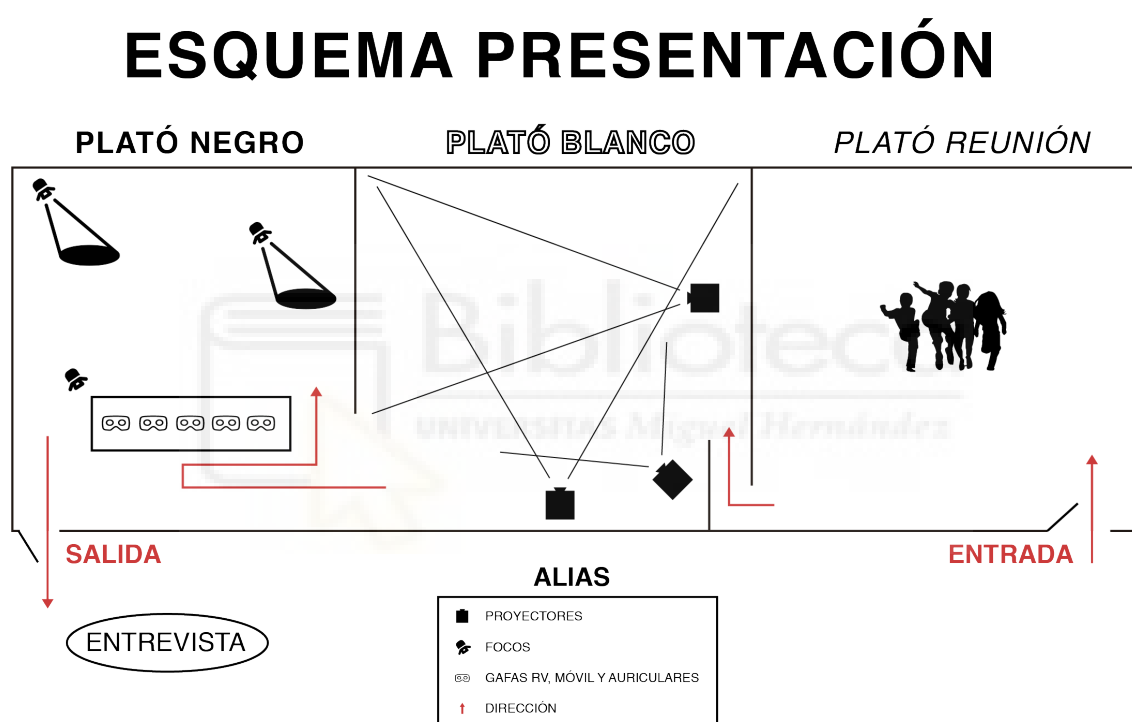 ESQUEMA PRESENTACIÓN
PLATÓ NEGRO
PLATÓ BLANCO
PLATÓ REUNIÓN
Biblioteca
UNIVERSITAS Miguel Hernández
SALIDA
ENTRADA
ENTREVISTA
ALIAS
PROYECTORES
FOCOS
GAFAS RV, MÓVIL Y AURICULARES
DIRECCIÓN